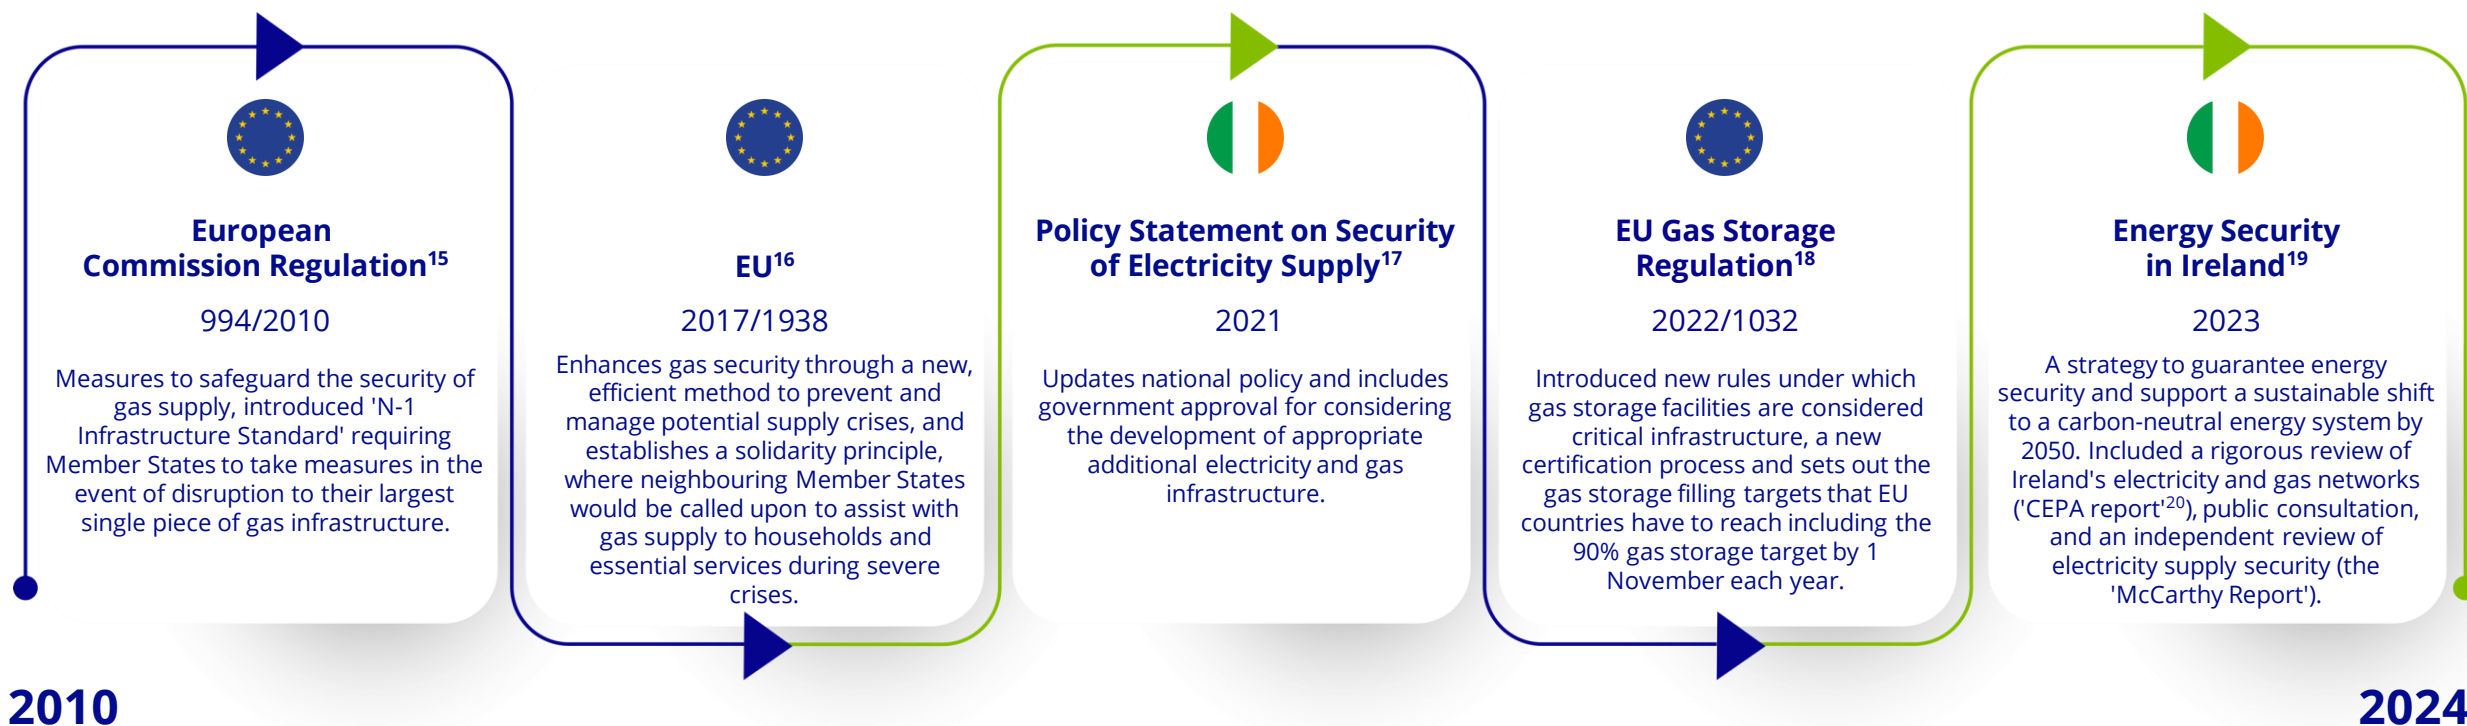 European
Commission Regulation15
994/2010
Measures to safeguard the security of
gas supply, introduced 'N-1
Infrastructure Standard' requiring
Member States to take measures in the
event of disruption to their largest
single piece of gas infrastructure.
EU16
2017/1938
Enhances gas security through a new,
efficient method to prevent and
manage potential supply crises, and
establishes a solidarity principle,
where neighbouring Member States
would be called upon to assist with
gas supply to households and
essential services during severe
crises.
Policy Statement on Security
of Electricity Supply17
2021
Updates national policy and includes
government approval for considering
the development of appropriate
additional electricity and gas
infrastructure.
EU Gas Storage
Regulation18
2022/1032
Introduced new rules under which
gas storage facilities are considered
critical infrastructure, a new
certification process and sets out the
gas storage filling targets that EU
countries have to reach including the
90% gas storage target by 1
November each year.
Energy Security
in Ireland19
2023
A strategy to guarantee energy
security and support a sustainable shift
to a carbon-neutral energy system by
2050. Included a rigorous review of
Ireland's electricity and gas networks
('CEPA report'20), public consultation,
and an independent review of
electricity supply security (the
'McCarthy Report').
2010
2024